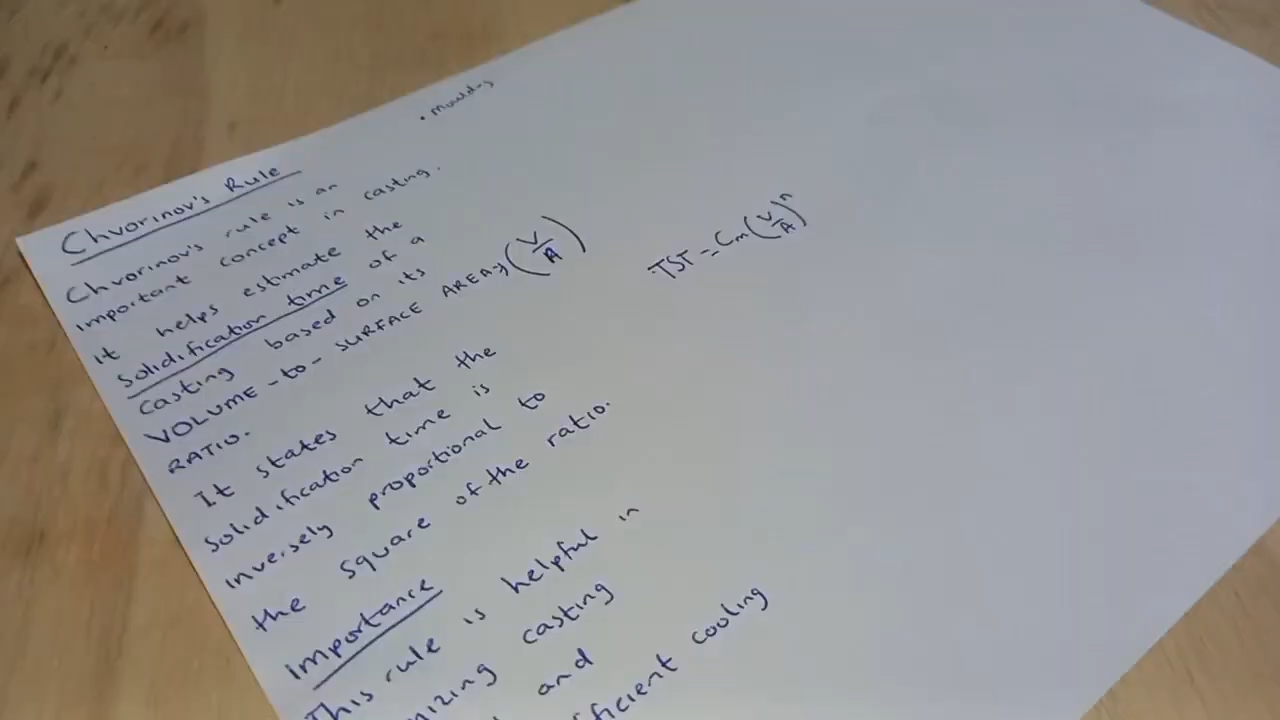 • Moulding
Chvorinov's Rule
Chvorinov's rule is an
important concept in casting.
It helps estimate the
Solidification time of a
casting based on its
VOLUME-to-SURFACE AREA (V/A)
RATIO.
TST = Cm (V/A)^n
It states that the
Solidification time is
inversely proportional to
the square of the ratio.
Importance
This rule is helpful in
casting
and
cooling